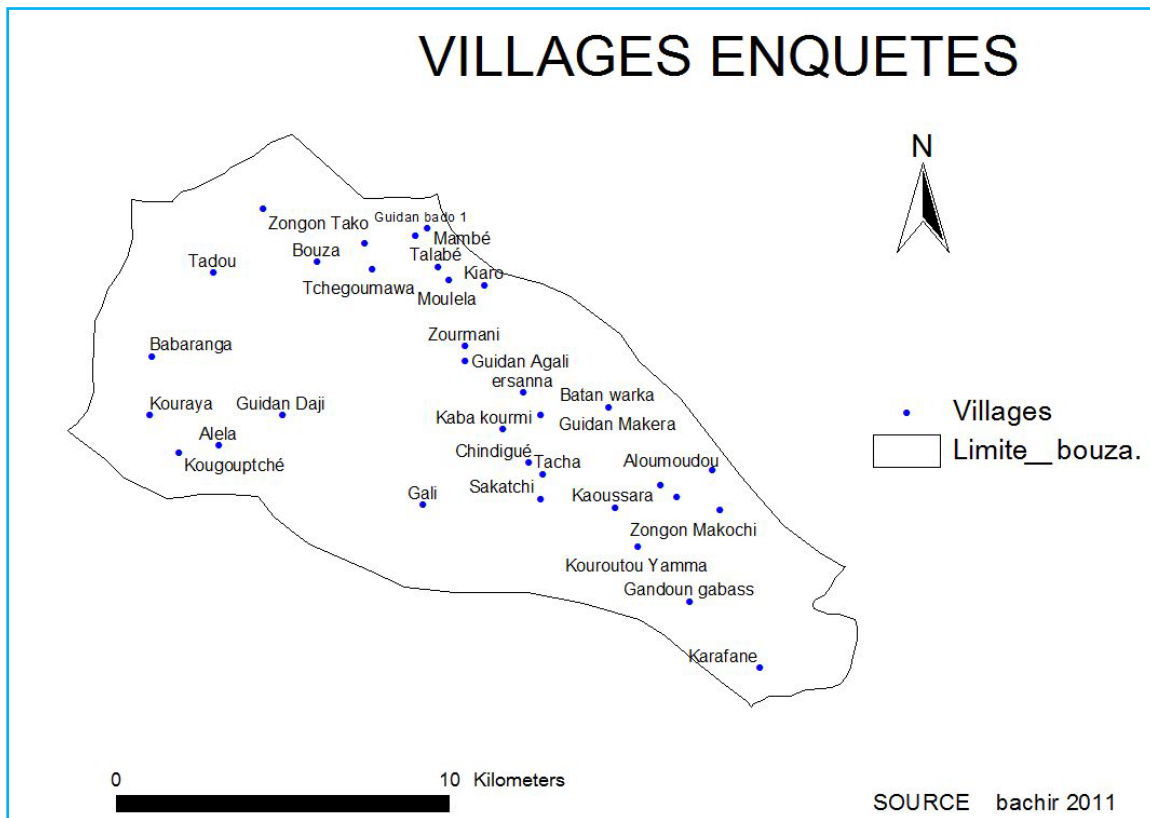 VILLAGES ENQUETES
N
Guidan bado 1
Zongon Tako
Mambé
Bouza
Talabé
Tadou
Kiaro
Tchegoumawa
Moulela
Zourmani
Babaranga
Guidan Agali
ersanna
Batan warka
Kouraya
Guidan Daji
Kaba kourmi
Guidan Makera
Alela
Chindigué
Tacha
Aloumoudou
Kougouptché
Gali
Sakatchi
Kaoussara
Zongon Makochi
Kouroutou Yamma
Gandoun gabass
Karafane
Villages
Limite__bouza.
0 10 Kilometers
SOURCE bachir 2011